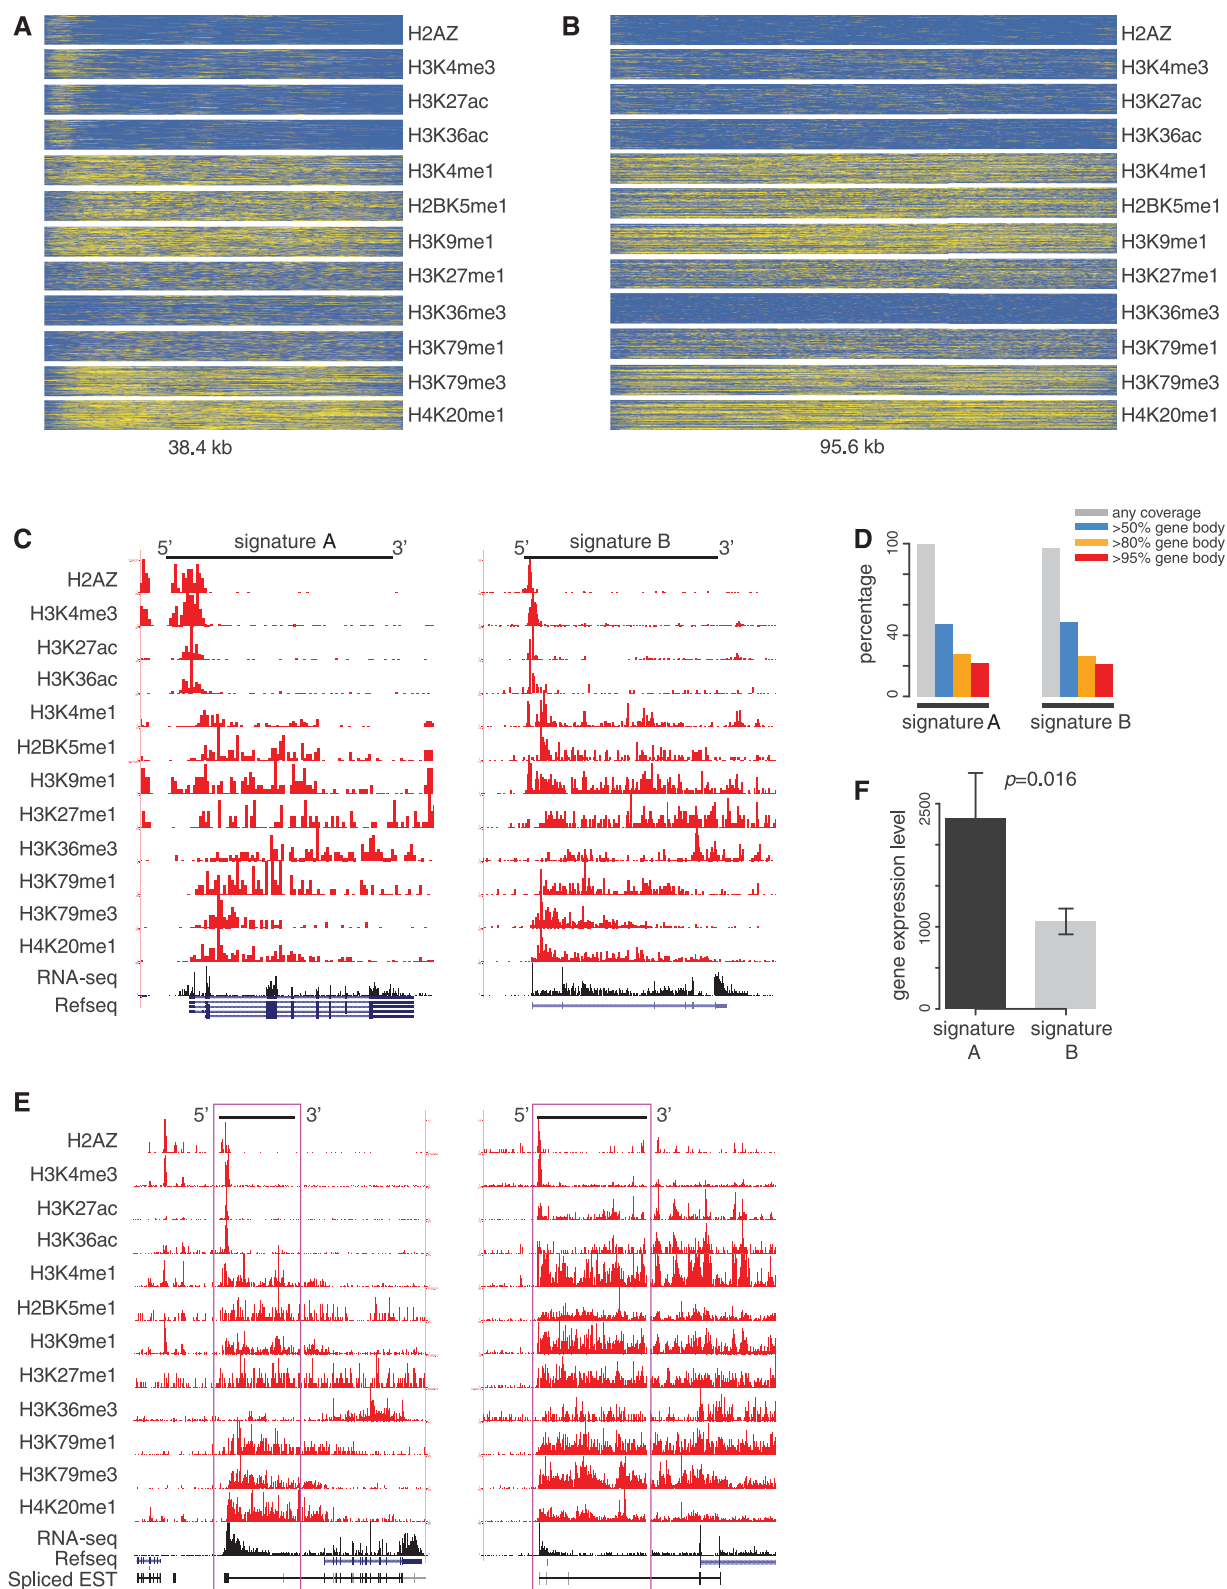 A
H2AZ
H3K4me3
H3K27ac
H3K36ac
H3K4me1
H2BK5me1
H3K9me1
H3K27me1
H3K36me3
H3K79me1
H3K79me3
H4K20me1
38.4 kb
B
H2AZ
H3K4me3
H3K27ac
H3K36ac
H3K4me1
H2BK5me1
H3K9me1
H3K27me1
H3K36me3
H3K79me1
H3K79me3
H4K20me1
95.6 kb
C
5’ signature A 3’
5’ signature B 3’
H2AZ
H3K4me3
H3K27ac
H3K36ac
H3K4me1
H2BK5me1
H3K9me1
H3K27me1
H3K36me3
H3K79me1
H3K79me3
H4K20me1
RNA-seq
Refseq
D
any coverage
>50% gene body
>80% gene body
>95% gene body
percentage
100
40
0
signature A
signature B
F
p=0.016
gene expression level
2500
1000
0
signature A
signature B
E
5’ 3’
5’ 3’
H2AZ
H3K4me3
H3K27ac
H3K36ac
H3K4me1
H2BK5me1
H3K9me1
H3K27me1
H3K36me3
H3K79me1
H3K79me3
H4K20me1
RNA-seq
Refseq
Spliced EST